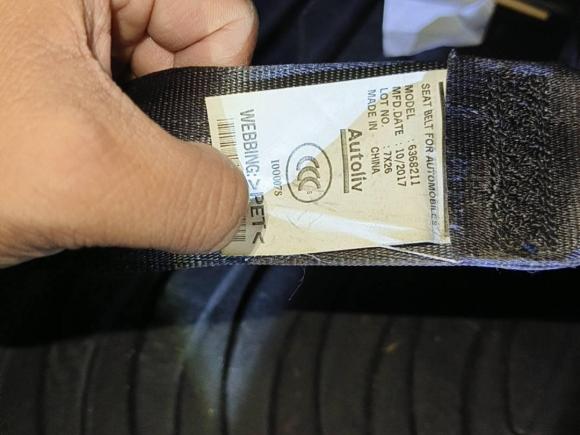 SEAT BELT FOR AUTOMOBILES
MODEL : 6368211
MFD.DATE : 10/2017
LOT NO. : 7X26
MADE IN CHINA
Autoliv
CCC S
1000078
WEBBING: >PET<